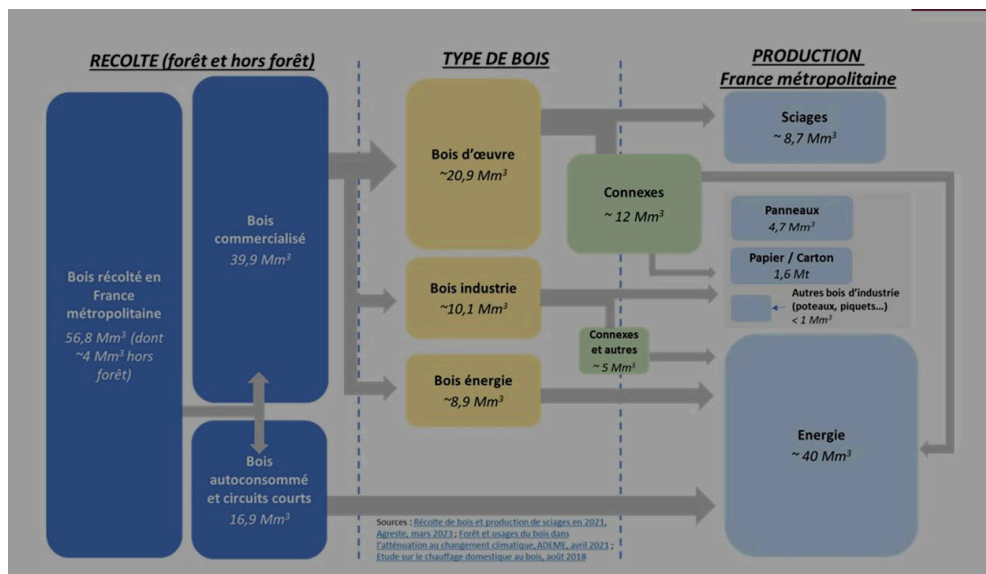 RECOLTE (forêt et hors forêt)
TYPE DE BOIS
PRODUCTION
France métropolitaine
Bois récolté en
France
métropolitaine
56,8 Mm³ (dont
~4 Mm³ hors
forêt)
Bois
commercialisé
39,9 Mm³
Bois
autoconsommé
et circuits courts
16,9 Mm³
Bois d'œuvre
~20,9 Mm³
Bois industrie
~10,1 Mm³
Bois énergie
~8,9 Mm³
Connexes
~ 12 Mm³
Connexes
et autres
~ 5 Mm³
Sciages
~ 8,7 Mm³
Panneaux
4,7 Mm³
Papier / Carton
1,6 Mt
Autres bois d'industrie
(poteaux, piquets...)
< 1 Mm³
Energie
~ 40 Mm³
Sources : Récolte de bois et production de sciages en 2021,
Agreste, mars 2023 ; Forêt et usages du bois dans
l'atténuation au changement climatique, ADEME, avril 2021 ;
Etude sur le chauffage domestique au bois, août 2018